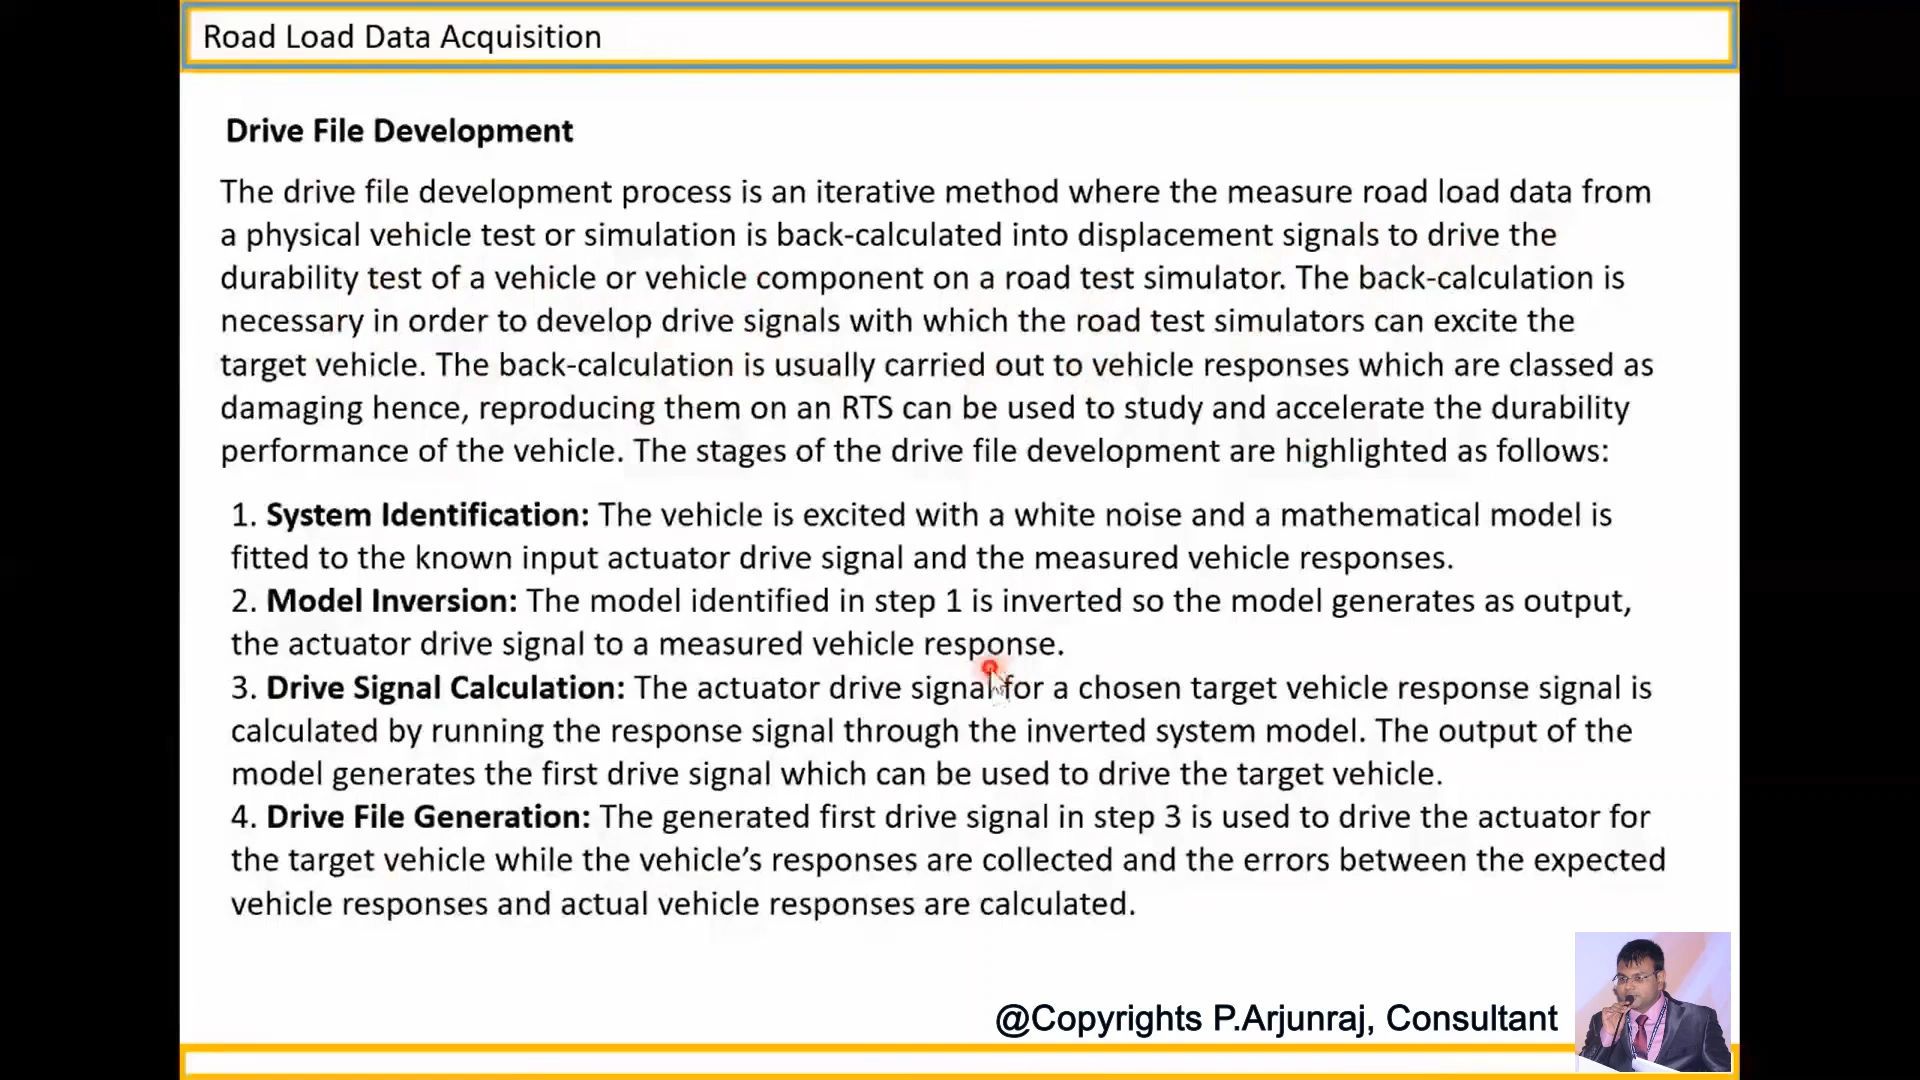 Road Load Data Acquisition
Drive File Development
The drive file development process is an iterative method where the measure road load data from
a physical vehicle test or simulation is back-calculated into displacement signals to drive the
durability test of a vehicle or vehicle component on a road test simulator. The back-calculation is
necessary in order to develop drive signals with which the road test simulators can excite the
target vehicle. The back-calculation is usually carried out to vehicle responses which are classed as
damaging hence, reproducing them on an RTS can be used to study and accelerate the durability
performance of the vehicle. The stages of the drive file development are highlighted as follows:
1. System Identification: The vehicle is excited with a white noise and a mathematical model is
fitted to the known input actuator drive signal and the measured vehicle responses.
2. Model Inversion: The model identified in step 1 is inverted so the model generates as output,
the actuator drive signal to a measured vehicle response.
3. Drive Signal Calculation: The actuator drive signal for a chosen target vehicle response signal is
calculated by running the response signal through the inverted system model. The output of the
model generates the first drive signal which can be used to drive the target vehicle.
4. Drive File Generation: The generated first drive signal in step 3 is used to drive the actuator for
the target vehicle while the vehicle’s responses are collected and the errors between the expected
vehicle responses and actual vehicle responses are calculated.
@Copyrights P.Arjunraj, Consultant